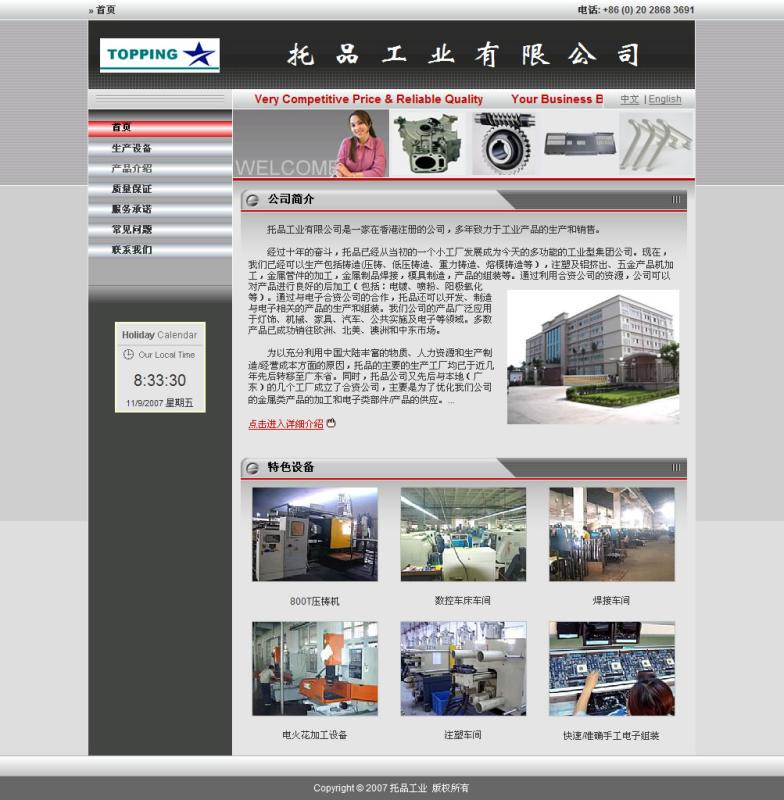 » 首页
电话: +86 (0) 20 2868 3691
TOPPING
托品工业有限公司
Very Competitive Price & Reliable Quality
Your Business B
中文 | English
首页
生产设备
产品介绍
质量保证
服务承诺
常见问题
联系我们
WELCOME
Holiday Calendar
Our Local Time
8:33:30
11/9/2007 星期五
公司简介
托品工业有限公司是一家在香港注册的公司，多年致力于工业产品的生产和销售。
经过十年的奋斗，托品已经从当初的一个小工厂发展成为今天的多功能的工业型集团公司。现在，
我们已经可以生产包括铸造(压铸、低压铸造、重力铸造、熔模铸造等)，注塑及铝挤出、五金产品机加
工，金属管件的加工，金属制品焊接，模具制造，产品的组装等。通过利用合资公司的资源，公司可以
对产品进行良好的后加工(包括：电镀、喷粉、阳极氧化
等)。通过与电子合资公司的合作，托品还可以开发、制造
与电子相关的产品的生产和组装。我们公司的产品广泛应用
于灯饰、机械、家具、汽车、公共实施及电子等领域。多数
产品已成功销往欧洲、北美、澳洲和中东市场。
为以充分利用中国大陆丰富的物质、人力资源和生产制
造/经营成本方面的原因，托品的主要的生产工厂均已于近几
年先后转移至广东省。同时，托品公司又先后与本地(广
东)的几个工厂成立了合资公司，主要是为了优化我们公司
的金属类产品的加工和电子类部件/产品的供应。...
点击进入详细介绍
特色设备
800T压铸机
数控车床车间
焊接车间
电火花加工设备
注塑车间
快速/准确手工电子组装
Copyright © 2007 托品工业 版权所有